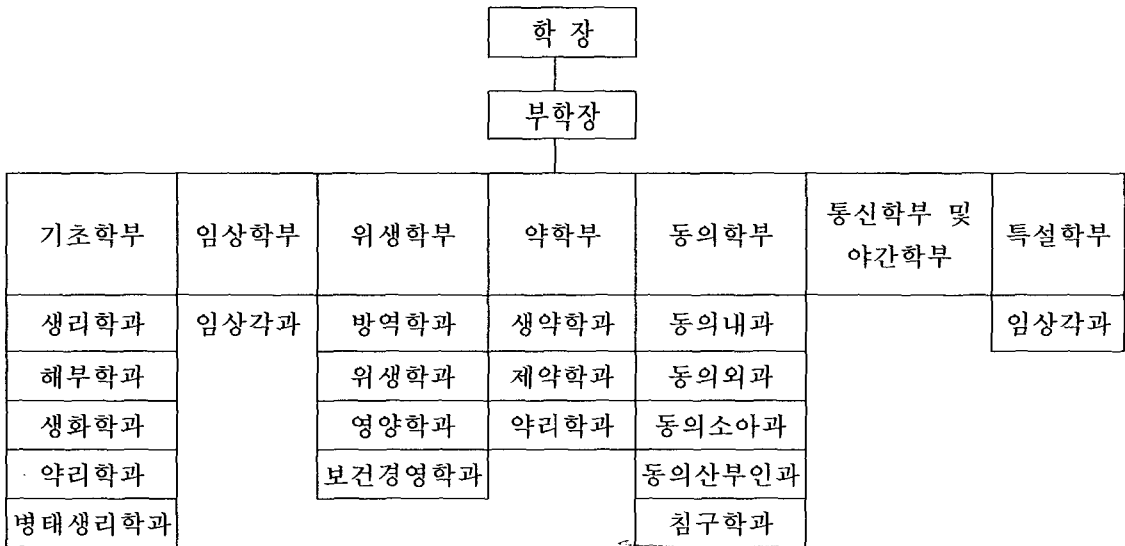 학 장
부학장
기초학부 임상학부 위생학부 약학부 동의학부 통신학부 및 야간학부 특설학부
생리학과 임상각과 방역학과 생약학과 동의내과 임상각과
해부학과 위생학과 제약학과 동의외과
생화학과 영양학과 약리학과 동의소아과
약리학과 보건경영학과 동의산부인과
병태생리학과 침구학과